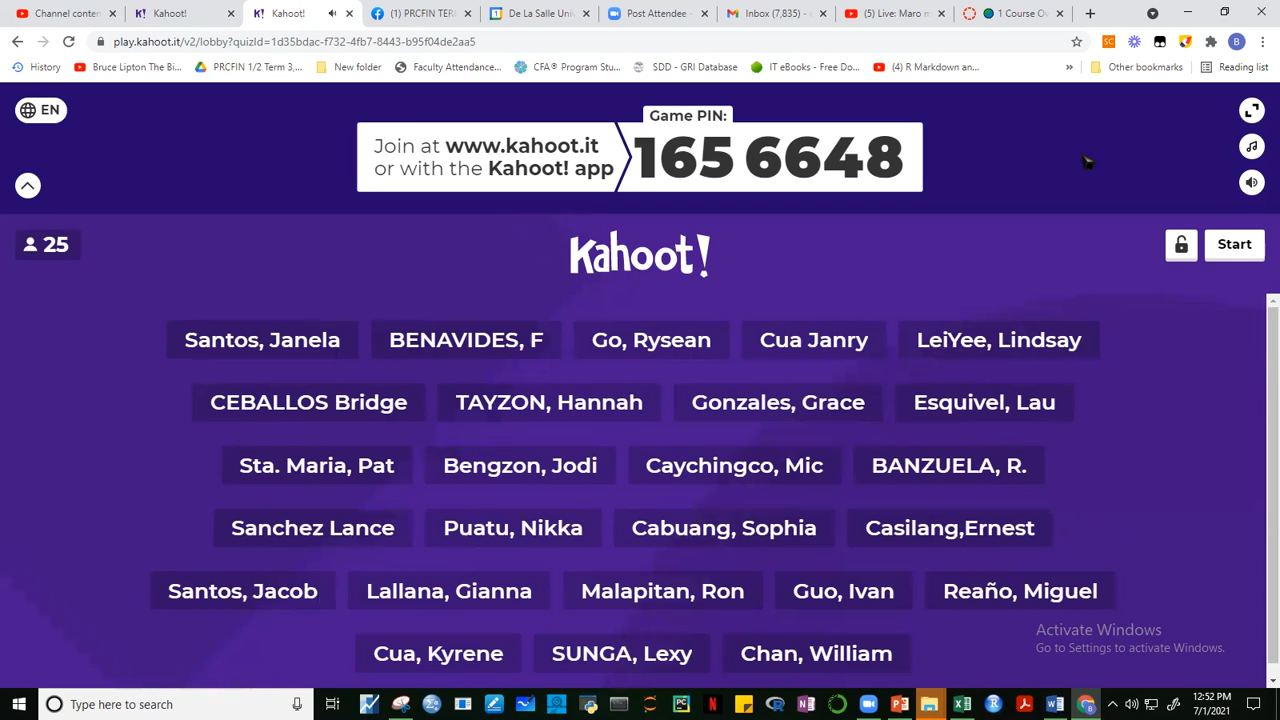 Content conten
Kahoot!
Kahoot!
(1) PRCFIN TER
De La Salle Uni
Post Attendee -
Inbox (7,835) -
(5) Live: Maro m
1 Course O
play.kahoot.it/v2/lobby?quizId=1d35bdac-f732-4fb7-8443-b95f04de2aa5
B
History
Bruce Lipton The Bi...
PRCFIN 1/2 Term 3,...
New folder
Faculty Attendance...
CFA® Program Stu...
SDD - GRI Database
IT eBooks - Free Do...
(4) R Markdown an...
»
Other bookmarks
Reading list
EN
Game PIN:
Join at www.kahoot.it
or with the Kahoot! app
165 6648
25
Kahoot!
Start
Santos, Janela
BENAVIDES, F
Go, Rysean
Cua Janry
LeiYee, Lindsay
CEBALLOS Bridge
TAYZON, Hannah
Gonzales, Grace
Esquivel, Lau
Sta. Maria, Pat
Bengzon, Jodi
Caychingco, Mic
BANZUELA, R.
Sanchez Lance
Puatu, Nikka
Cabuang, Sophia
Casilang,Ernest
Santos, Jacob
Lallana, Gianna
Malapitan, Ron
Guo, Ivan
Reaño, Miguel
Cua, Kyrene
SUNGA, Lexy
Chan, William
Activate Windows
Go to Settings to activate Windows.
Type here to search
12:52 PM
7/1/2021